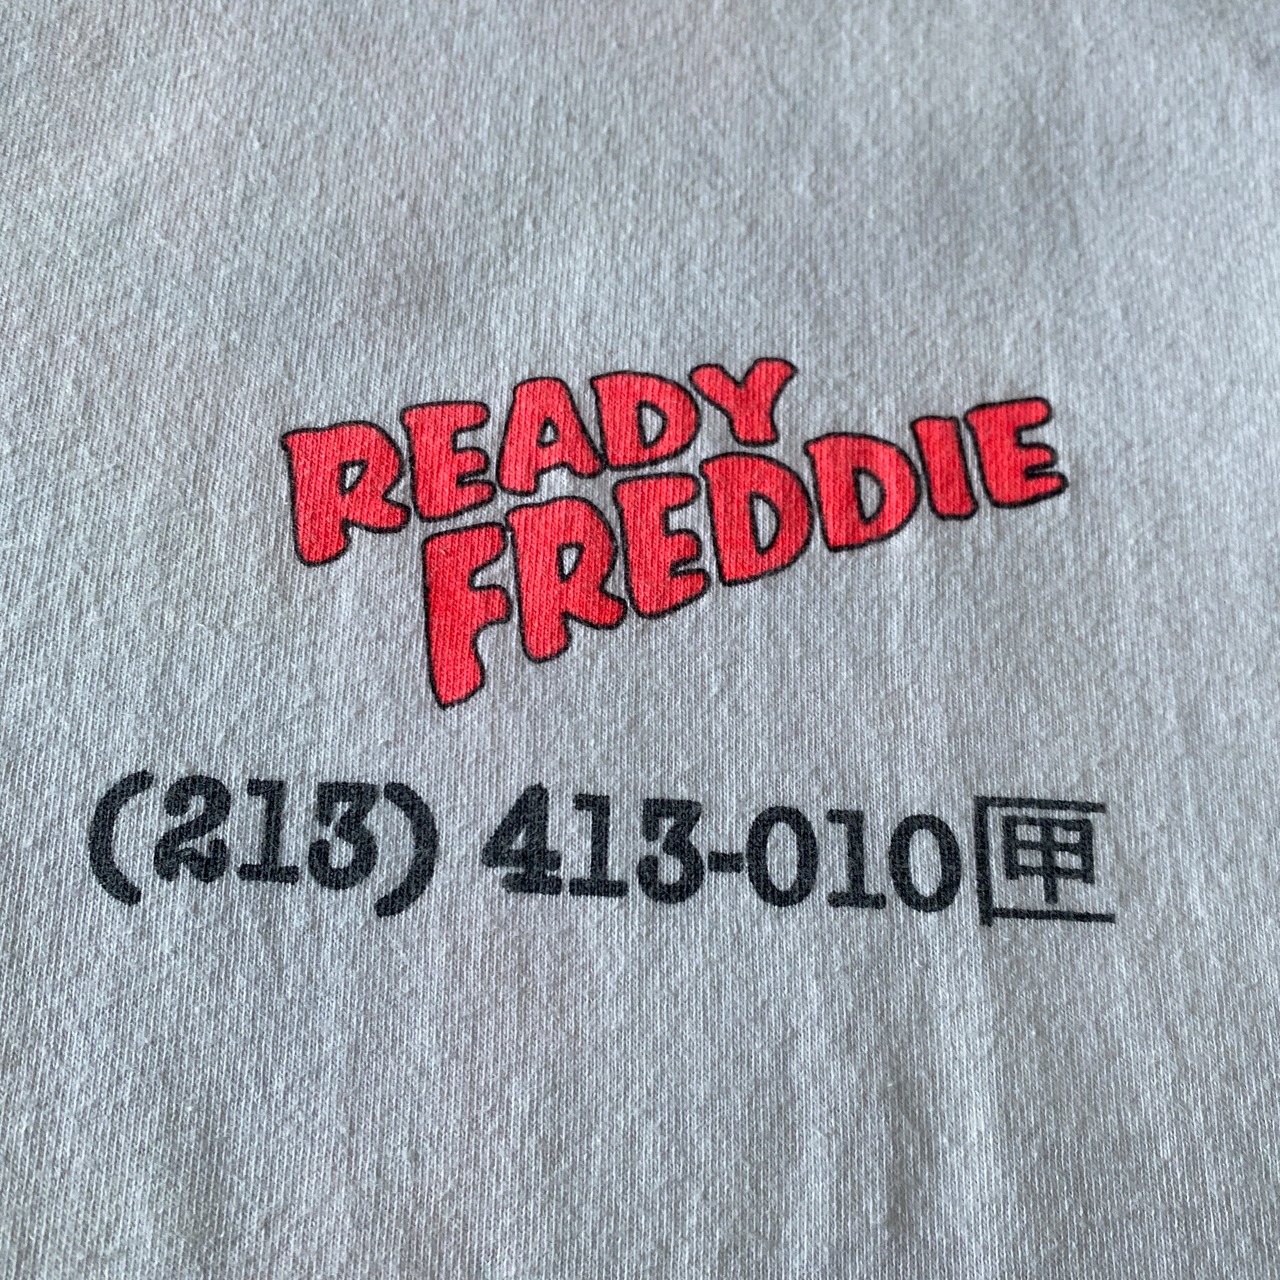 READY
FREDDIE
(213) 413-010匣